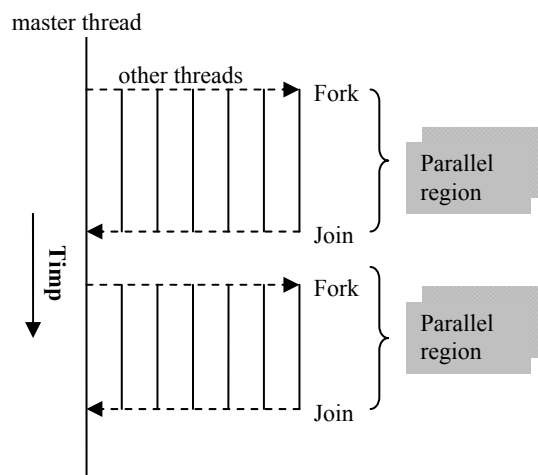 master thread
other threads
Fork
Parallel
region
Join
Timp
Fork
Parallel
region
Join